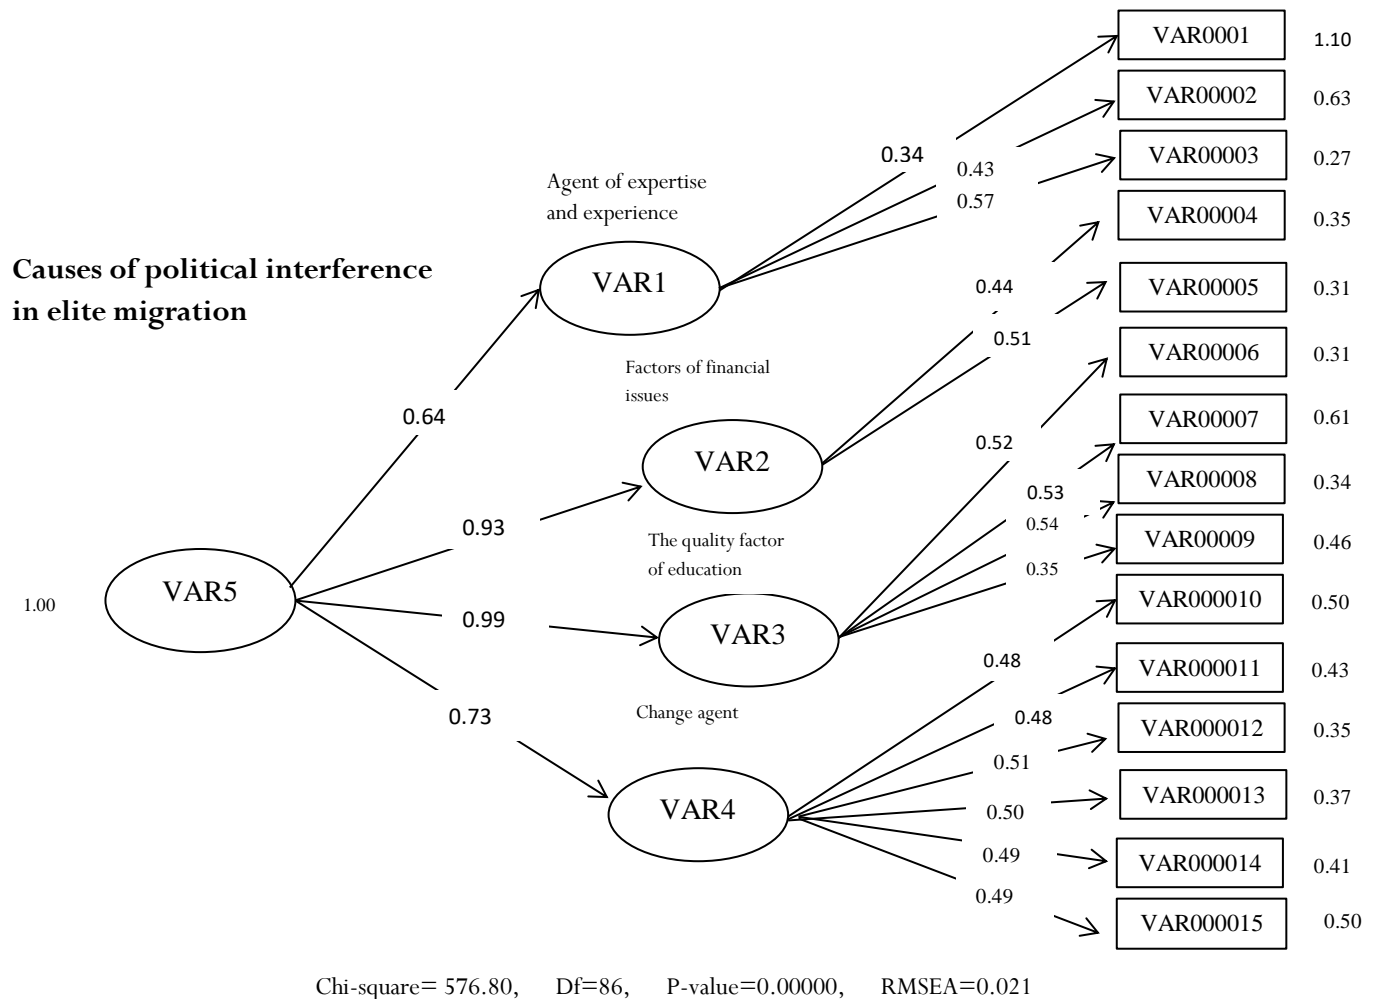 VAR0001 1.10
VAR00002 0.63
0.34
0.43
VAR00003 0.27
Agent of expertise
and experience
0.57
VAR00004 0.35
Causes of political interference
in elite migration
VAR1
0.44
VAR00005 0.31
0.51
VAR00006 0.31
Factors of financial
issues
0.64
VAR00007 0.61
0.52
VAR2
VAR00008 0.34
0.53
0.93
0.54
The quality factor
of education
VAR00009 0.46
0.35
1.00
VAR5
VAR000010 0.50
0.99
VAR3
0.48
VAR000011 0.43
Change agent
0.73
0.48
VAR000012 0.35
0.51
VAR4
VAR000013 0.37
0.50
0.49
VAR000014 0.41
0.49
VAR000015 0.50
Chi-square= 576.80, Df=86, P-value=0.00000, RMSEA=0.021